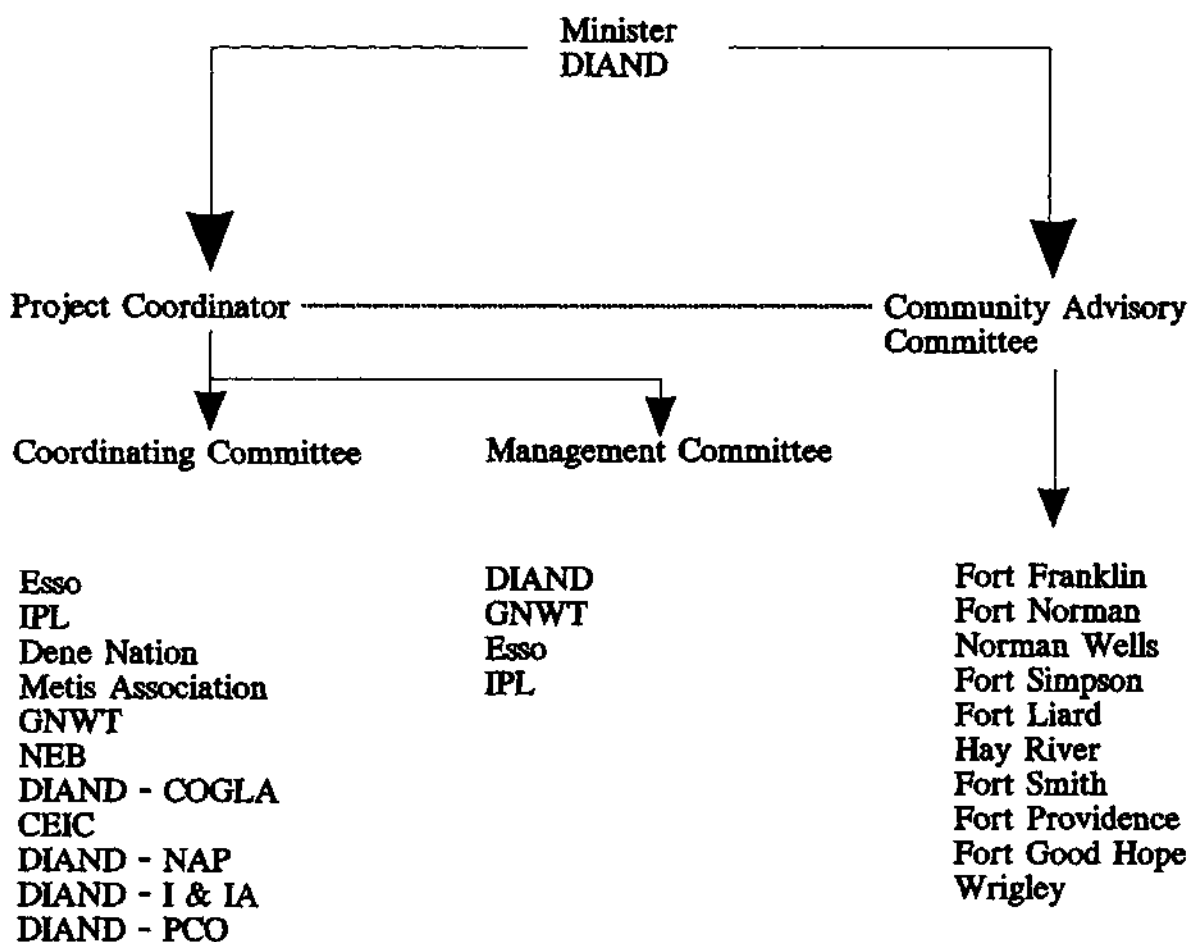 Minister
DIAND
Project Coordinator
Community Advisory
Committee
Coordinating Committee
Management Committee
Esso
IPL
Dene Nation
Metis Association
GNWT
NEB
DIAND - COGLA
CEIC
DIAND - NAP
DIAND - I & IA
DIAND - PCO
DIAND
GNWT
Esso
IPL
Fort Franklin
Fort Norman
Norman Wells
Fort Simpson
Fort Liard
Hay River
Fort Smith
Fort Providence
Fort Good Hope
Wrigley